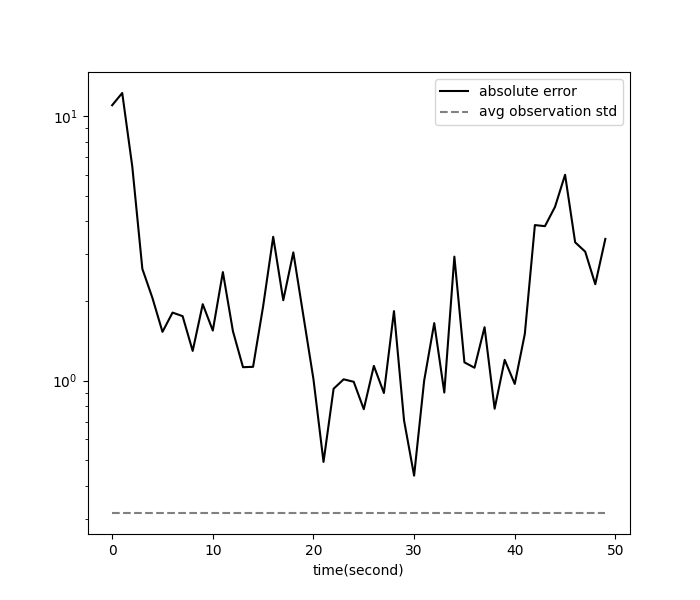 absolute error
avg observation std
10¹
10⁰
0 10 20 30 40 50
time(second)